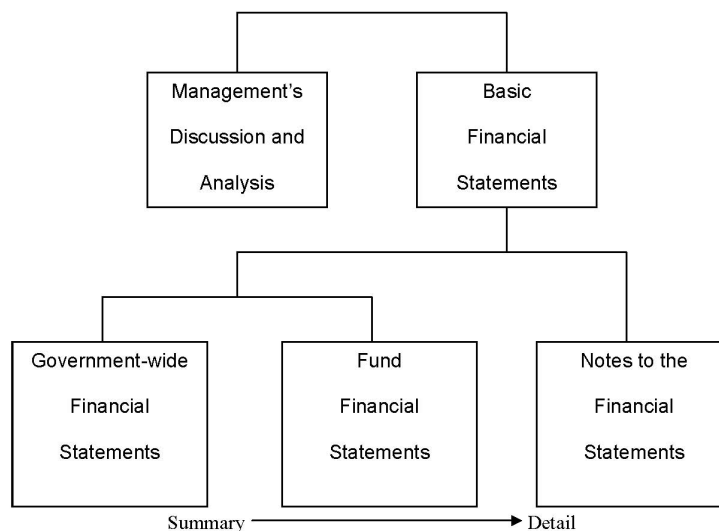 Management’s
Discussion and
Analysis
Basic
Financial
Statements
Government-wide
Financial
Statements
Fund
Financial
Statements
Notes to the
Financial
Statements
Summary
Detail